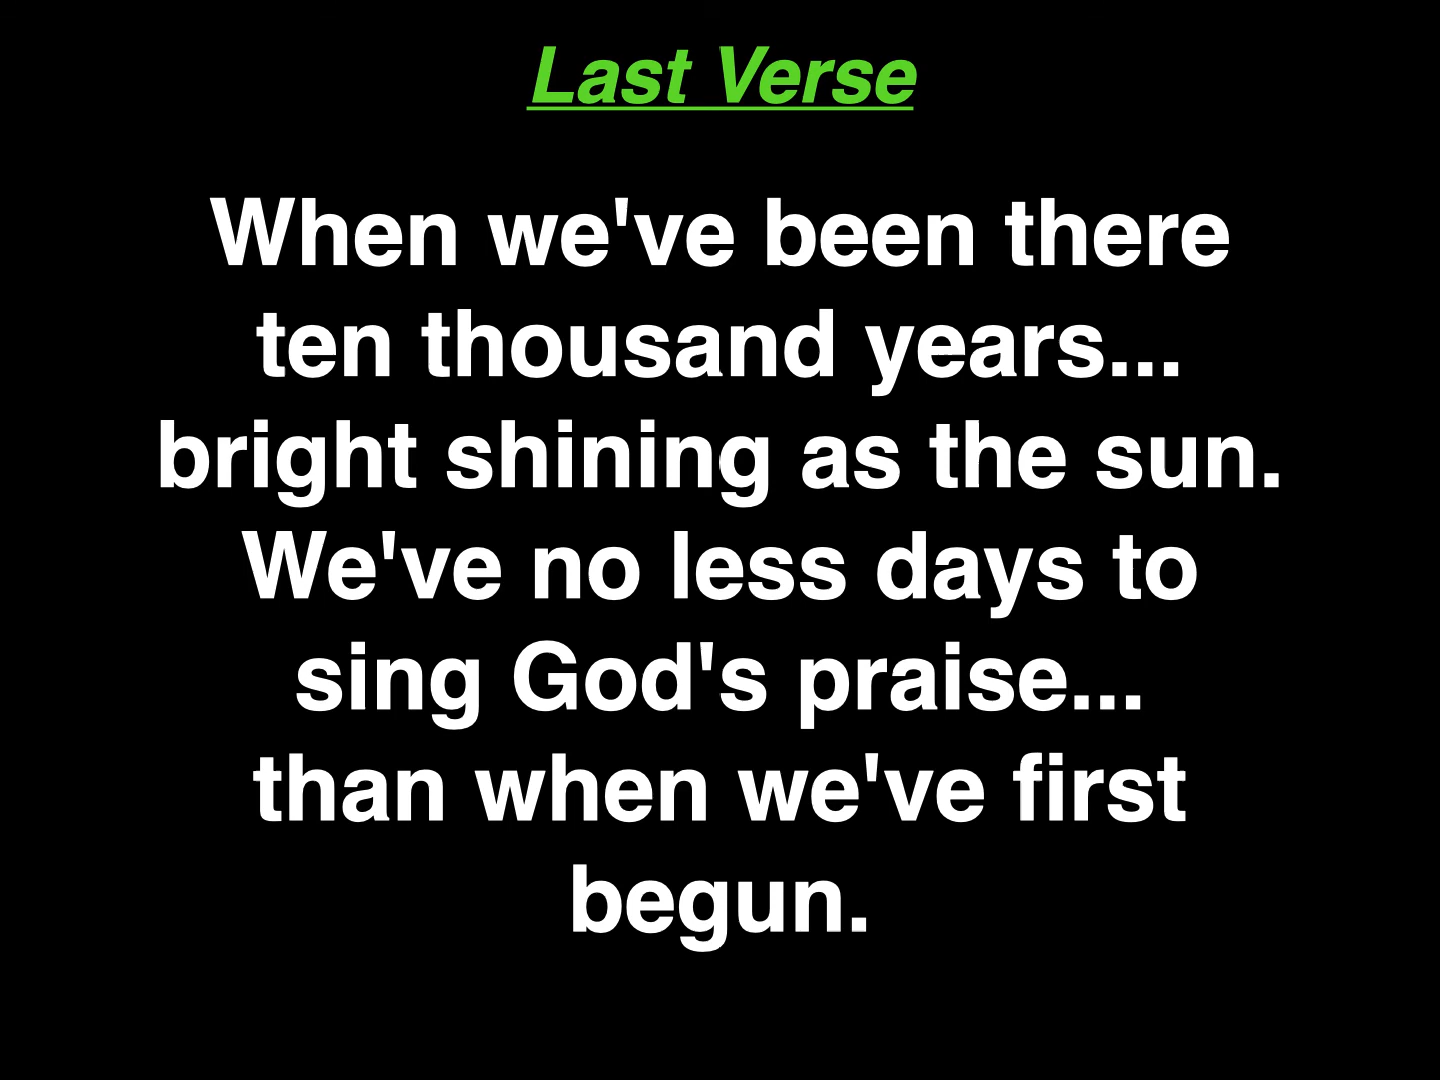 Last Verse
When we've been there
ten thousand years...
bright shining as the sun.
We've no less days to
sing God's praise...
than when we've first
begun.